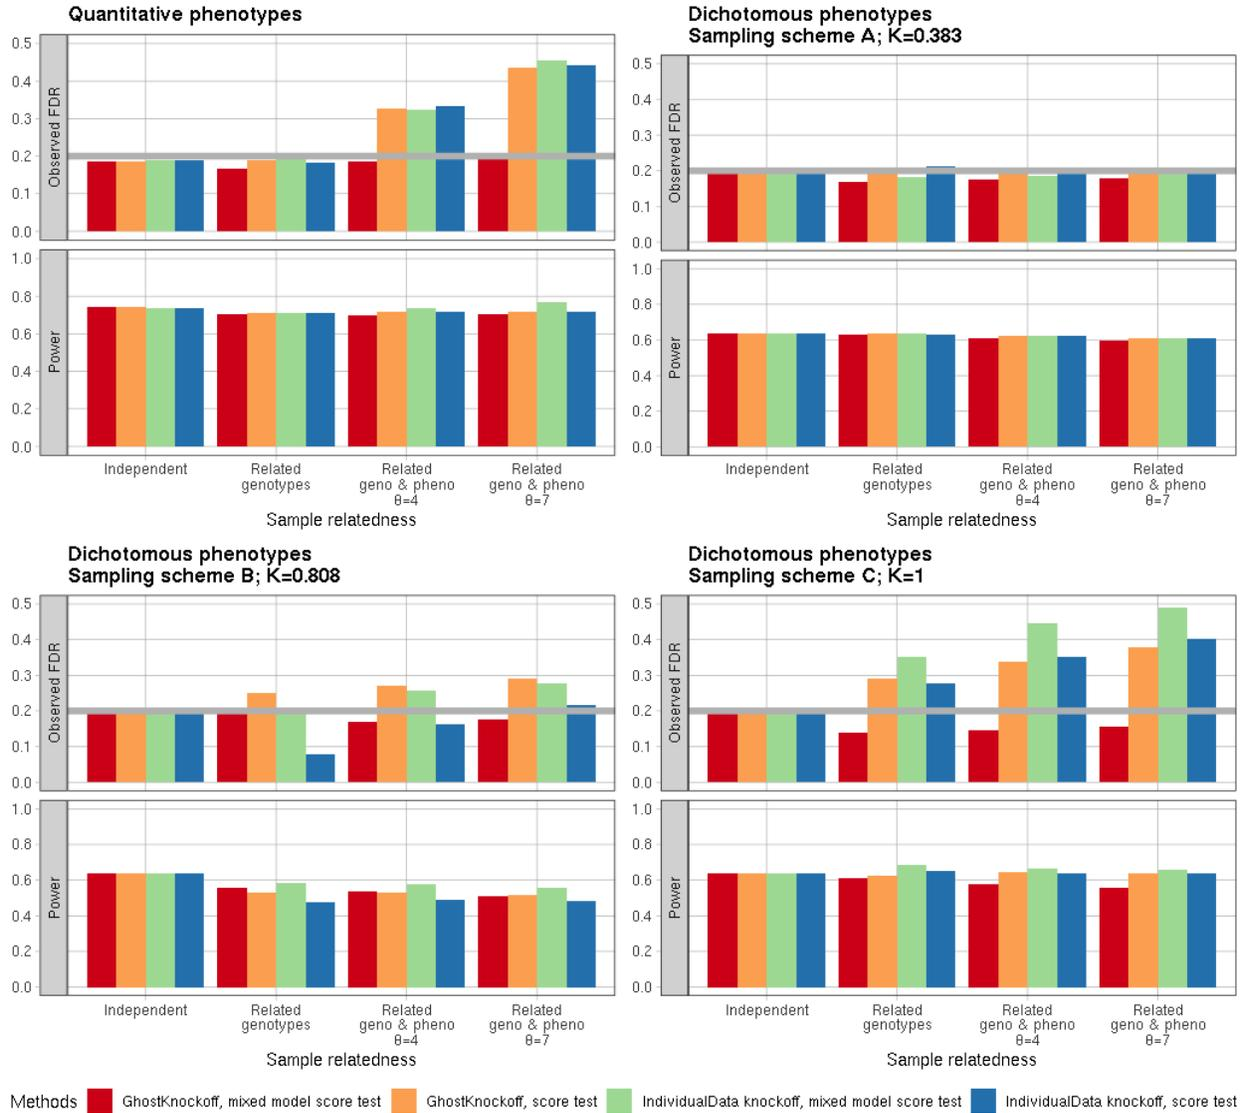 Quantitative phenotypes
0.5
0.4
0.3
0.2
0.1
0.0
Observed FDR
1.0
0.8
0.6
0.4
0.2
0.0
Power
Independent
Related
genotypes
Related
geno & pheno
θ=4
Related
geno & pheno
θ=7
Sample relatedness
Dichotomous phenotypes
Sampling scheme A; K=0.383
0.5
0.4
0.3
0.2
0.1
0.0
Observed FDR
1.0
0.8
0.6
0.4
0.2
0.0
Power
Independent
Related
genotypes
Related
geno & pheno
θ=4
Related
geno & pheno
θ=7
Sample relatedness
Dichotomous phenotypes
Sampling scheme B; K=0.808
0.5
0.4
0.3
0.2
0.1
0.0
Observed FDR
1.0
0.8
0.6
0.4
0.2
0.0
Power
Independent
Related
genotypes
Related
geno & pheno
θ=4
Related
geno & pheno
θ=7
Sample relatedness
Dichotomous phenotypes
Sampling scheme C; K=1
0.5
0.4
0.3
0.2
0.1
0.0
Observed FDR
1.0
0.8
0.6
0.4
0.2
0.0
Power
Independent
Related
genotypes
Related
geno & pheno
θ=4
Related
geno & pheno
θ=7
Sample relatedness
Methods GhostKnockoff, mixed model score test GhostKnockoff, score test IndividualData knockoff, mixed model score test IndividualData knockoff, score test